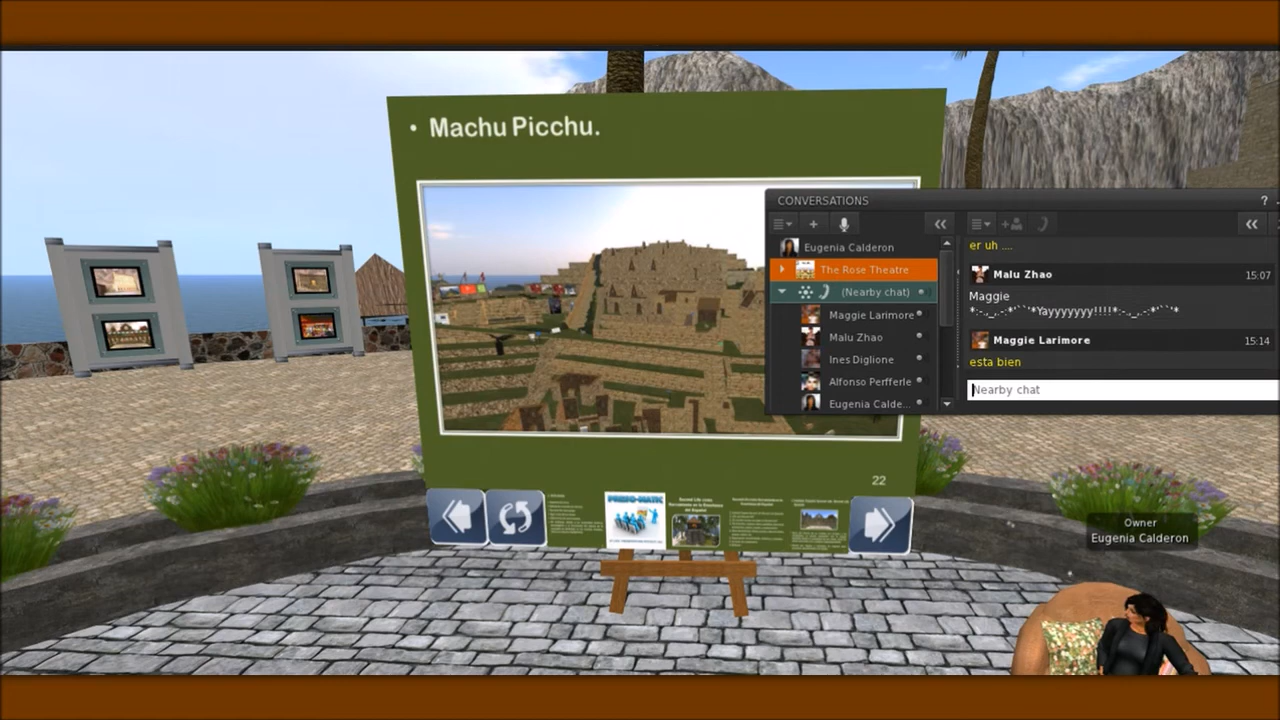 • Machu Picchu.
CONVERSATIONS
?
Eugenia Calderon
The Rose Theatre
(Nearby chat)
Maggie Larimore
Malu Zhao
Ines Diglione
Alfonso Perfferle
Eugenia Calde...
er uh ....
Malu Zhao 15:07
Maggie
*·-.,_,.-·*``*Yayyyyyyy!!!!*·-.,_,.-·*``*
Maggie Larimore 15:14
esta bien
Nearby chat
22
PREFO-MATIC
Owner
Eugenia Calderon